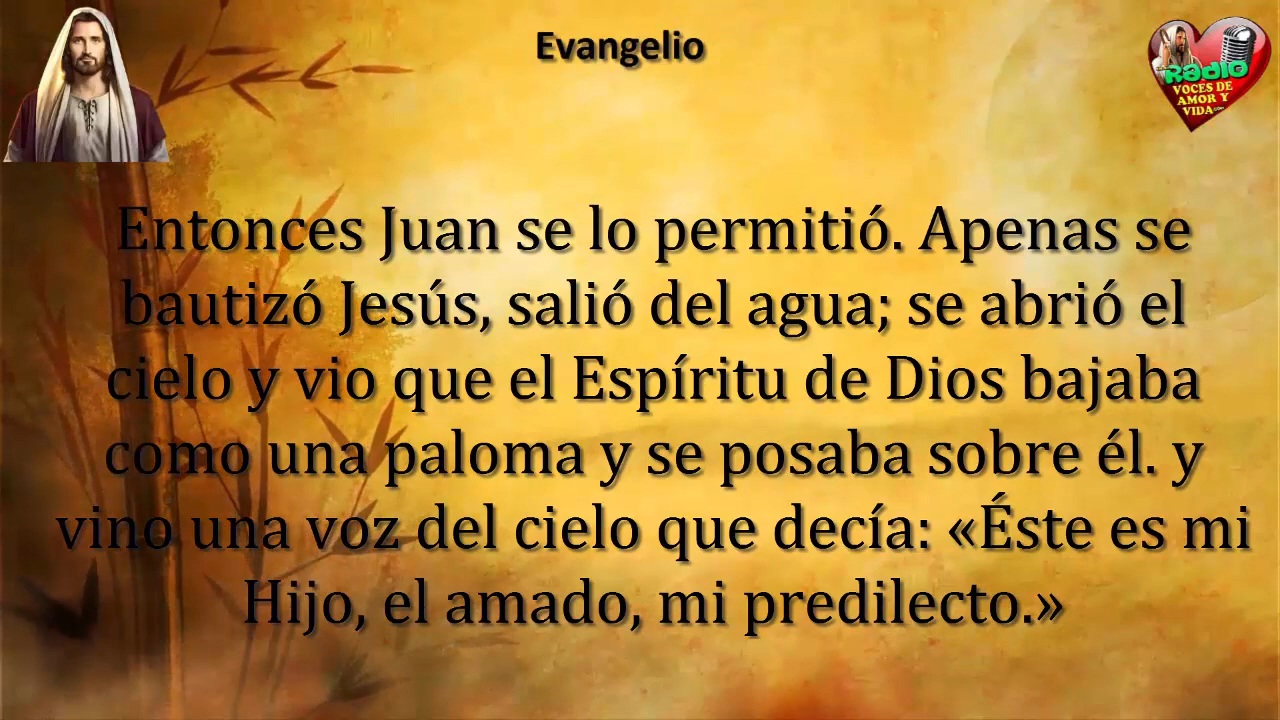 Evangelio
Radio
VOCES DE
AMOR Y
VIDA.com
Entonces Juan se lo permitió. Apenas se
bautizó Jesús, salió del agua; se abrió el
cielo y vio que el Espíritu de Dios bajaba
como una paloma y se posaba sobre él. y
vino una voz del cielo que decía: «Éste es mi
Hijo, el amado, mi predilecto.»